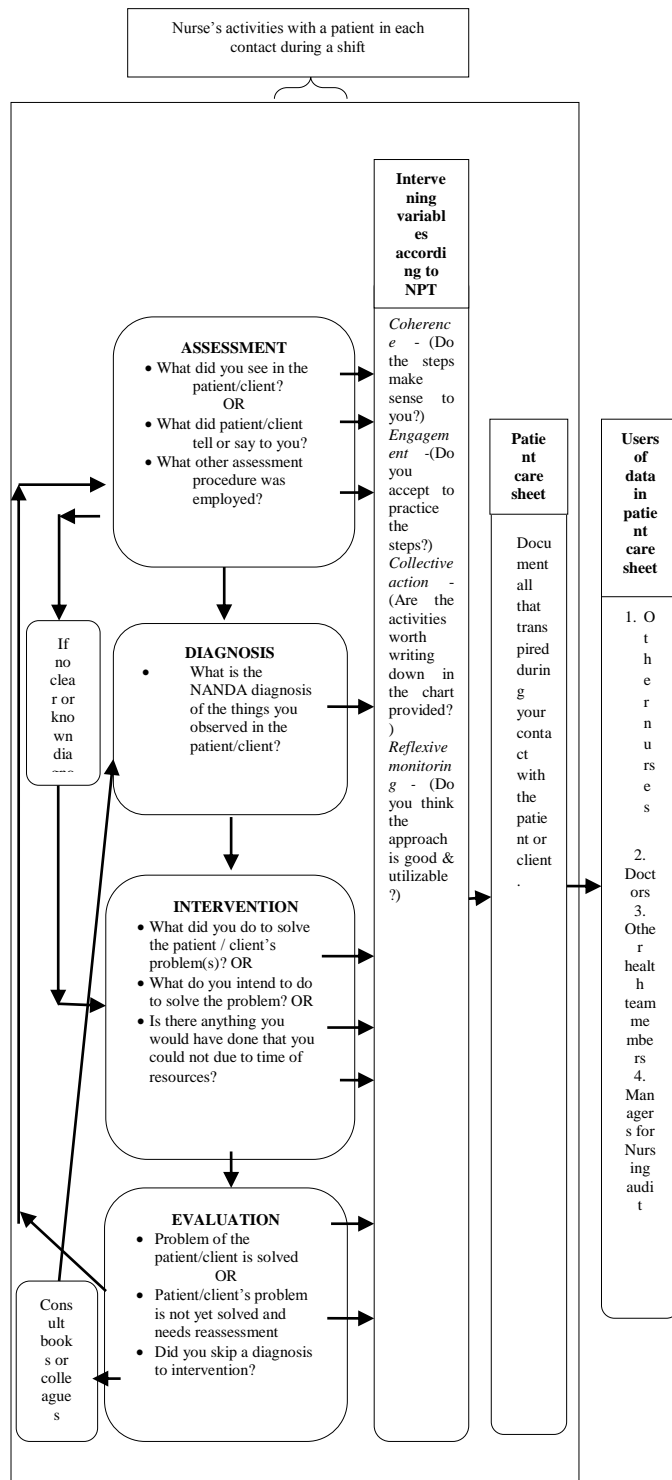 Nurse’s activities with a patient in each
contact during a shift
Interve
ning
variabl
es
accordi
ng to
NPT
Coherenc
e - (Do
the steps
make
sense to
you?)
Engagem
ent -(Do
you
accept to
practice
the
steps?)
Collective
action -
(Are the
activities
worth
writing
down in
the chart
provided?
)
Reflexive
monitorin
g - (Do
you think
the
approach
is good &
utilizable
?)
ASSESSMENT
• What did you see in the
patient/client?
OR
• What did patient/client
tell or say to you?
• What other assessment
procedure was
employed?
If
no
clea
r or
kno
wn
dia
DIAGNOSIS
• What is the
NANDA diagnosis
of the things you
observed in the
patient/client?
INTERVENTION
• What did you do to solve
the patient / client’s
problem(s)? OR
• What do you intend to do
to solve the problem? OR
• Is there anything you
would have done that you
could not due to time of
resources?
EVALUATION
• Problem of the
patient/client is solved
OR
• Patient/client’s problem
is not yet solved and
needs reassessment
• Did you skip a diagnosis
to intervention?
Cons
ult
book
s or
colle
ague
s
Patie
nt
care
sheet
Docu
ment
all
that
trans
pired
durin
g
your
conta
ct
with
the
patie
nt or
client
.
Users
of
data
in
patie
nt
care
sheet
1. O
t
h
e r
n
u
rs
e
s
2.
Doct
ors
3.
Othe
r
healt
h
team
me
mbe
rs
4.
Man
ager
s for
Nurs
ing
audi
t